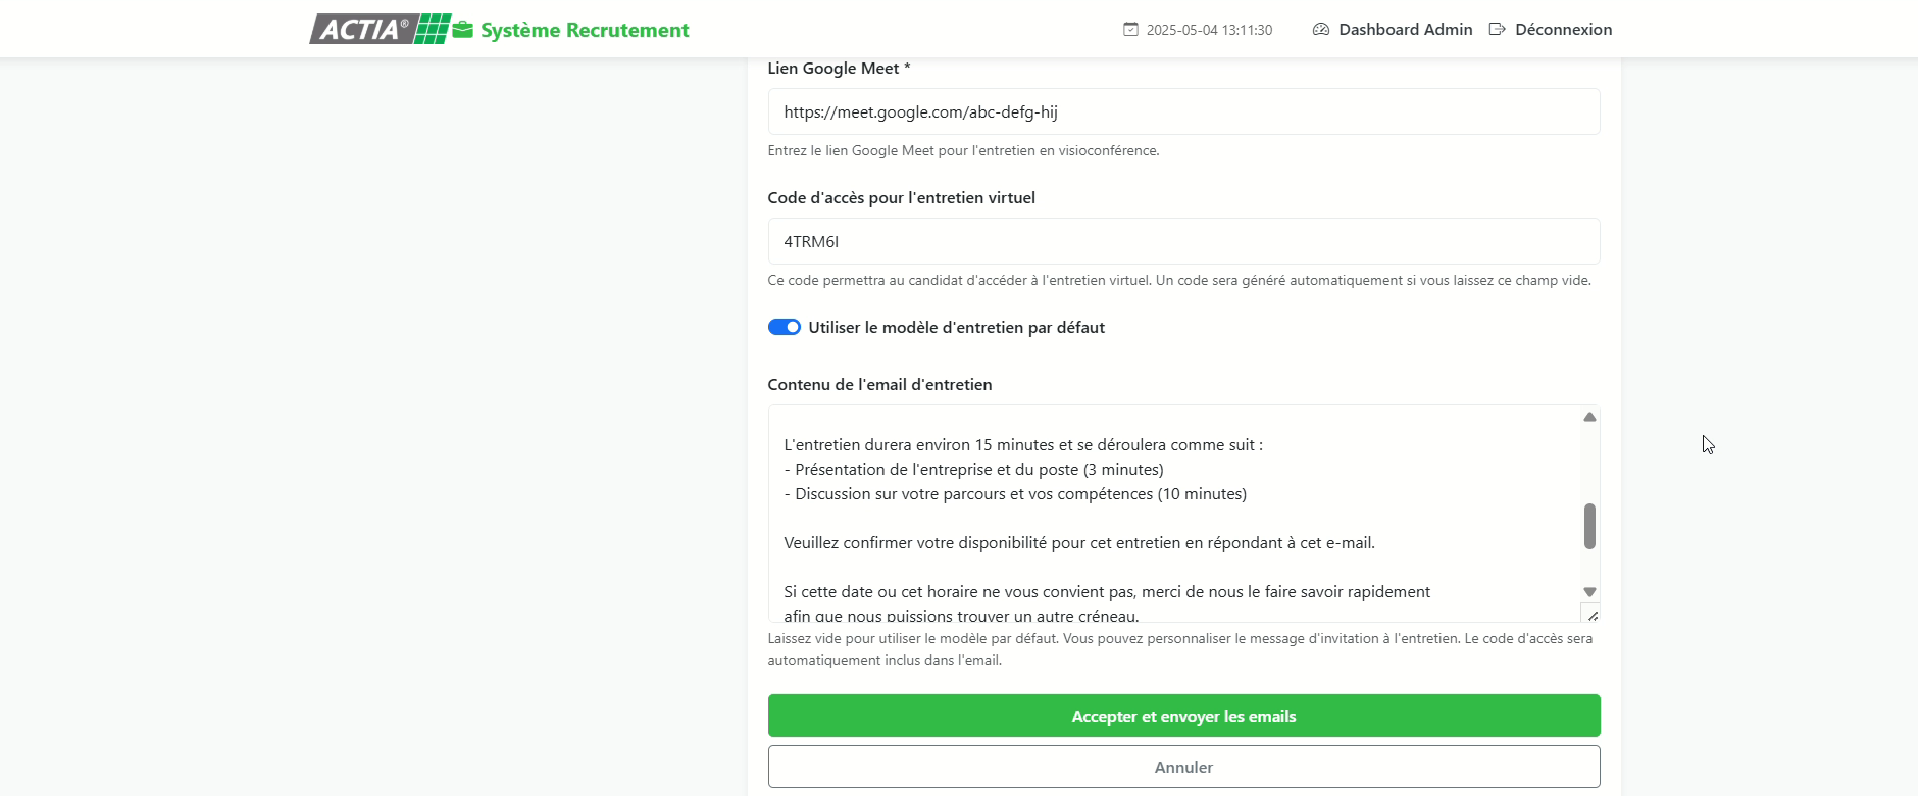 ACTIA® Système Recrutement
2025-05-04 13:11:30
Dashboard Admin
Déconnexion
Lien Google Meet *
https://meet.google.com/abc-defg-hij
Entrez le lien Google Meet pour l'entretien en visioconférence.
Code d'accès pour l'entretien virtuel
4TRM6I
Ce code permettra au candidat d'accéder à l'entretien virtuel. Un code sera généré automatiquement si vous laissez ce champ vide.
Utiliser le modèle d'entretien par défaut
Contenu de l'email d'entretien
L'entretien durera environ 15 minutes et se déroulera comme suit :
- Présentation de l'entreprise et du poste (3 minutes)
- Discussion sur votre parcours et vos compétences (10 minutes)
Veuillez confirmer votre disponibilité pour cet entretien en répondant à cet e-mail.
Si cette date ou cet horaire ne vous convient pas, merci de nous le faire savoir rapidement
afin que nous puissions trouver un autre créneau.
Laissez vide pour utiliser le modèle par défaut. Vous pouvez personnaliser le message d'invitation à l'entretien. Le code d'accès sera
automatiquement inclus dans l'email.
Accepter et envoyer les emails
Annuler